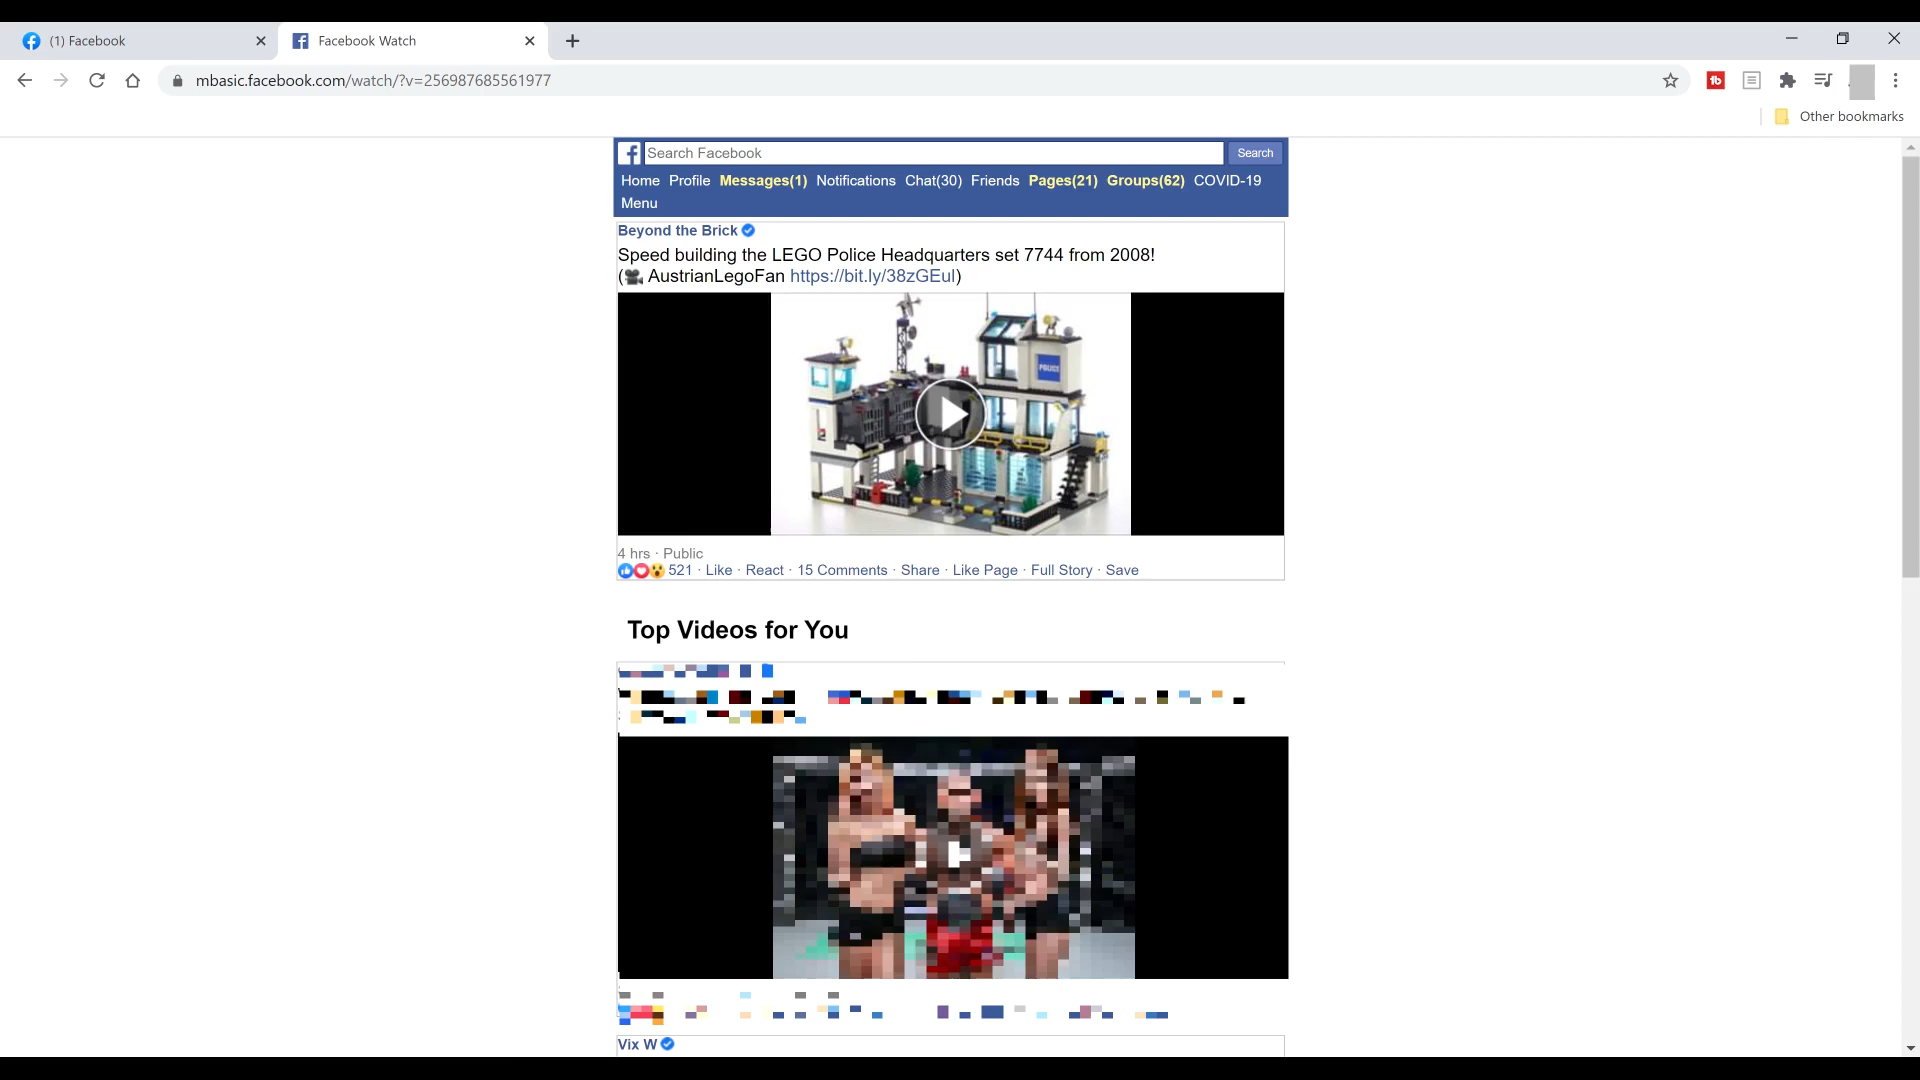 (1) Facebook
Facebook Watch
mbasic.facebook.com/watch/?v=256987685561977
Other bookmarks
Search Facebook
Search
Home Profile Messages(1) Notifications Chat(30) Friends Pages(21) Groups(62) COVID-19
Menu
Beyond the Brick
Speed building the LEGO Police Headquarters set 7744 from 2008!
(🎥 AustrianLegoFan https://bit.ly/38zGEul)
POLICE
4 hrs · Public
521 · Like · React · 15 Comments · Share · Like Page · Full Story · Save
Top Videos for You
Vix W